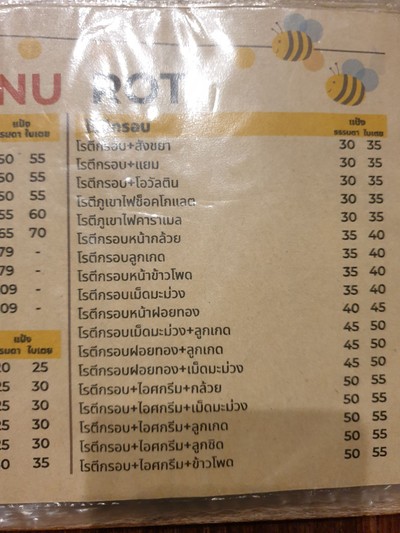 NU ROT
แป้ง
ธรรมดา ใบเตย
55
55
55
60
70
-
-
-
-
แป้ง
ธรรมดา ใบเตย
25
30
30
30
30
35
กรอบ แป้ง
ธรรมดา ใบเตย
โรตีกรอบ+สังขยา 30 35
โรตีกรอบ+แยม 30 35
โรตีกรอบ+โอวัลติน 30 35
โรตีภูเขาไฟช็อคโกแลต 30 35
โรตีภูเขาไฟคาราเมล 30 35
โรตีกรอบหน้ากล้วย 35 40
โรตีกรอบลูกเกด 35 40
โรตีกรอบหน้าข้าวโพด 35 40
โรตีกรอบเม็ดมะม่วง 35 40
โรตีกรอบหน้าฝอยทอง 40 45
โรตีกรอบเม็ดมะม่วง+ลูกเกด 45 50
โรตีกรอบฝอยทอง+ลูกเกด 45 50
โรตีกรอบฝอยทอง+เม็ดมะม่วง 45 50
โรตีกรอบ+ไอศกรีม+กล้วย 50 55
โรตีกรอบ+ไอศกรีม+เม็ดมะม่วง 50 55
โรตีกรอบ+ไอศกรีม+ลูกเกด 50 55
โรตีกรอบ+ไอศกรีม+ลูกชิด 50 55
โรตีกรอบ+ไอศกรีม+ข้าวโพด 50 55